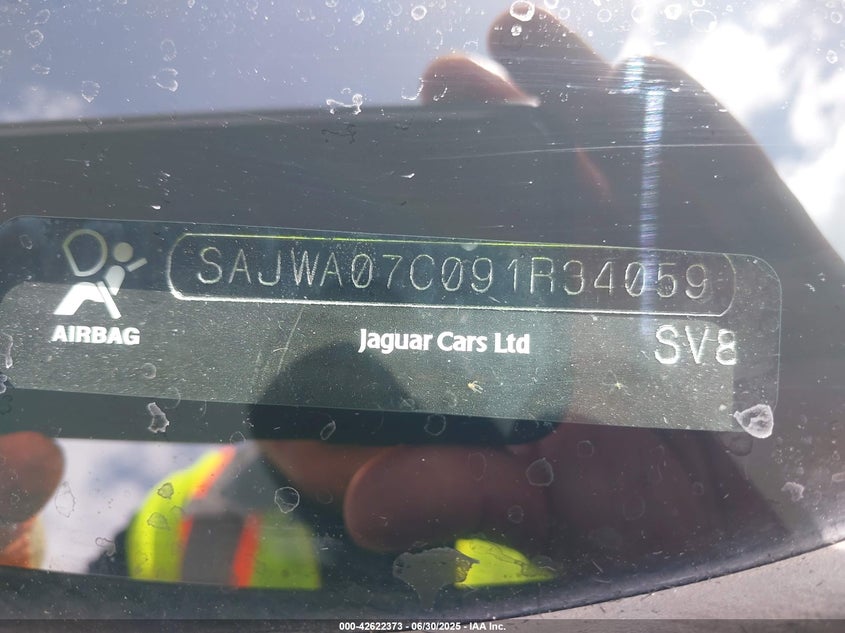 SAJWA07C091R34059
AIRBAG
Jaguar Cars Ltd
SV8
000-42622373 - 06/30/2025 - IAA Inc.